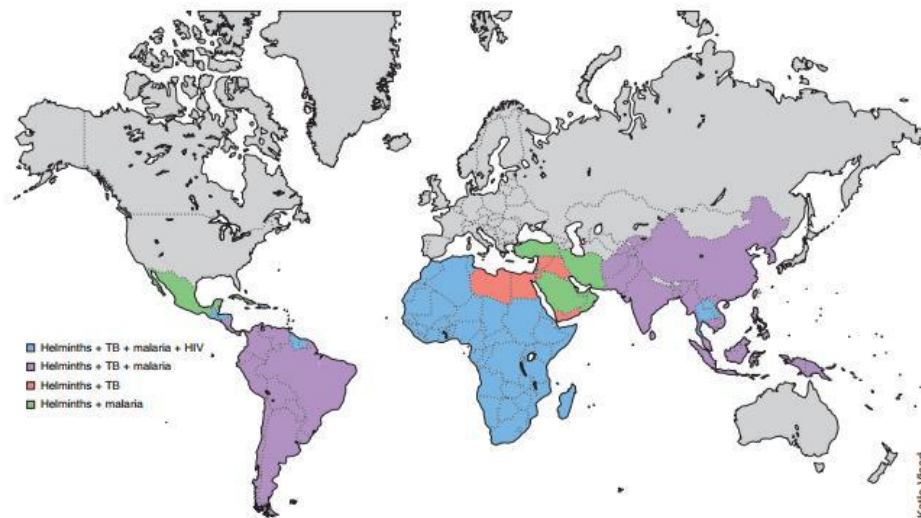 Helminths + TB + malaria + HIV
Helminths + TB + malaria
Helminths + TB
Helminths + malaria